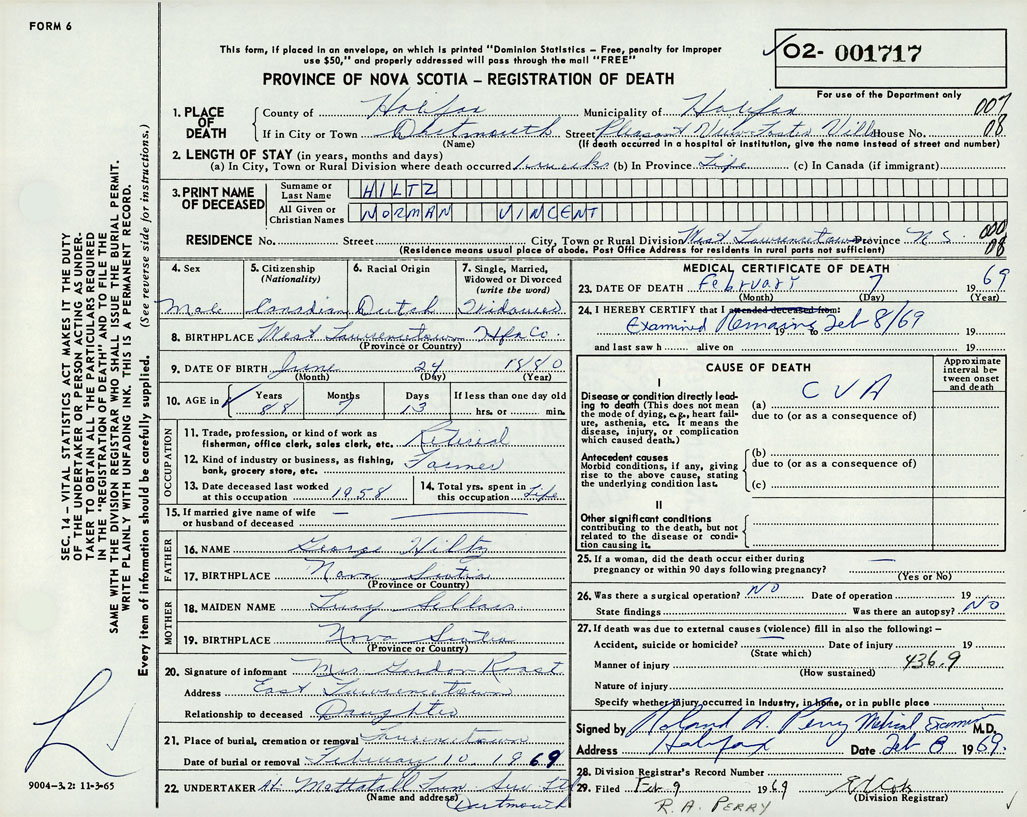 FORM 6
This form, if placed in an envelope, on which is printed "Dominion Statistics – Free, penalty for improper
use $50," and properly addressed will pass through the mail "FREE"
PROVINCE OF NOVA SCOTIA – REGISTRATION OF DEATH
02- 001717
For use of the Department only
1. PLACE OF DEATH
County of Halifax Municipality of Halifax 007
If in City or Town Dartmouth Street Pleasant View Foster Villa House No. 08
(Name) (If death occurred in a hospital or institution, give the name instead of street and number)
2. LENGTH OF STAY (in years, months and days)
(a) In City, Town or Rural Division where death occurred weeks (b) In Province Life (c) In Canada (if immigrant)
3. PRINT NAME OF DECEASED
Surname or Last Name HILTZ
All Given or Christian Names NORMAN VINCENT
RESIDENCE No. Street City, Town or Rural Division West Lawrencetown Province N S. 000 08
(Residence means usual place of abode. Post Office Address for residents in rural parts not sufficient)
4. Sex Male
5. Citizenship (Nationality) Canadian
6. Racial Origin Dutch
7. Single, Married, Widowed or Divorced (write the word) Widower
8. BIRTHPLACE West Lawrencetown Hfx Co.
(Province or Country)
9. DATE OF BIRTH June 24 1880
(Month) (Day) (Year)
10. AGE in Years 88 Months 7 Days 13 If less than one day old hrs. or min.
OCCUPATION
11. Trade, profession, or kind of work as fisherman, office clerk, sales clerk, etc. Retired
12. Kind of industry or business, as fishing, bank, grocery store, etc. Farmer
13. Date deceased last worked at this occupation 1958
14. Total yrs. spent in this occupation Life
15. If married give name of wife or husband of deceased —
FATHER
16. NAME George Hiltz
17. BIRTHPLACE Nova Scotia
(Province or Country)
MOTHER
18. MAIDEN NAME Lucy Sellars
19. BIRTHPLACE Nova Scotia
(Province or Country)
20. Signature of informant Mrs. Gordon Roast
Address East Lawrencetown
Relationship to deceased Daughter
21. Place of burial, cremation or removal Lawrencetown
Date of burial or removal February 10 1969
22. UNDERTAKER Mattatall Fun. Ser Ltd
(Name and address) Dartmouth
MEDICAL CERTIFICATE OF DEATH
23. DATE OF DEATH February 7 1969
(Month) (Day) (Year)
24. I HEREBY CERTIFY that I attended deceased from:
Examined Remains Feb 8/69 19 to 19
and last saw h alive on 19
CAUSE OF DEATH
Approximate interval between onset and death
I
Disease or condition directly leading to death (This does not mean the mode of dying, e.g., heart failure, asthenia, etc. It means the disease, injury, or complication which caused death.)
(a) C V A
due to (or as a consequence of)
Antecedent causes
Morbid conditions, if any, giving rise to the above cause, stating the underlying condition last.
(b)
due to (or as a consequence of)
(c)
II
Other significant conditions
contributing to the death, but not related to the disease or condition causing it.
25. If a woman, did the death occur either during
pregnancy or within 90 days following pregnancy? —
(Yes or No)
26. Was there a surgical operation? NO Date of operation 19
State findings Was there an autopsy? NO
27. If death was due to external causes (violence) fill in also the following: –
Accident, suicide or homicide? — Date of injury 19
(State which)
Manner of injury 436.9
(How sustained)
Nature of injury
Specify whether injury occurred in Industry, in home, or in public place
Signed by Roland A. Perry Medical Examiner M.D.
Address Halifax Date Feb 8 1969.
28. Division Registrar's Record Number
29. Filed Feb 9 1969
(Division Registrar)
R. A. PERRY
SEC. 14 – VITAL STATISTICS ACT MAKES IT THE DUTY
OF THE UNDERTAKER OR PERSON ACTING AS UNDER-
TAKER TO OBTAIN ALL THE PARTICULARS REQUIRED
IN THE "REGISTRATION OF DEATH" AND TO FILE THE
SAME WITH THE DIVISION REGISTRAR WHO SHALL ISSUE THE BURIAL PERMIT.
WRITE PLAINLY WITH UNFADING INK. THIS IS A PERMANENT RECORD.
Every item of information should be carefully supplied. (See reverse side for instructions.)
9004-3.2: 11-3-65